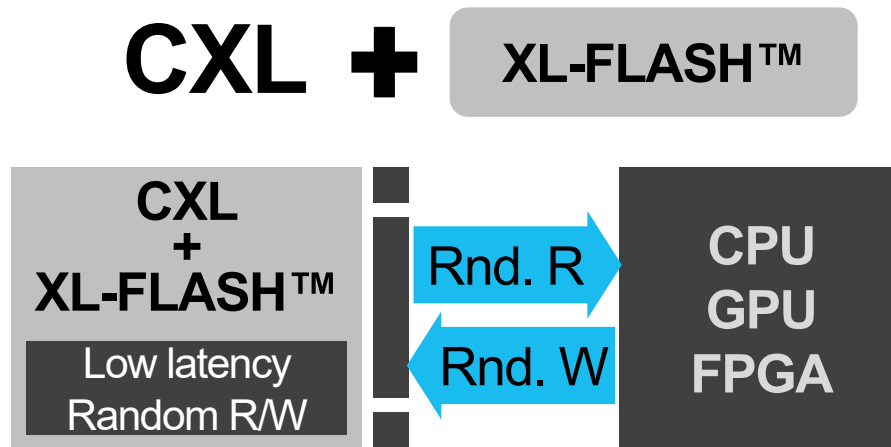 CXL + XL-FLASH™
CXL
+
XL-FLASH™
Low latency
Random R/W
Rnd. R
Rnd. W
CPU
GPU
FPGA